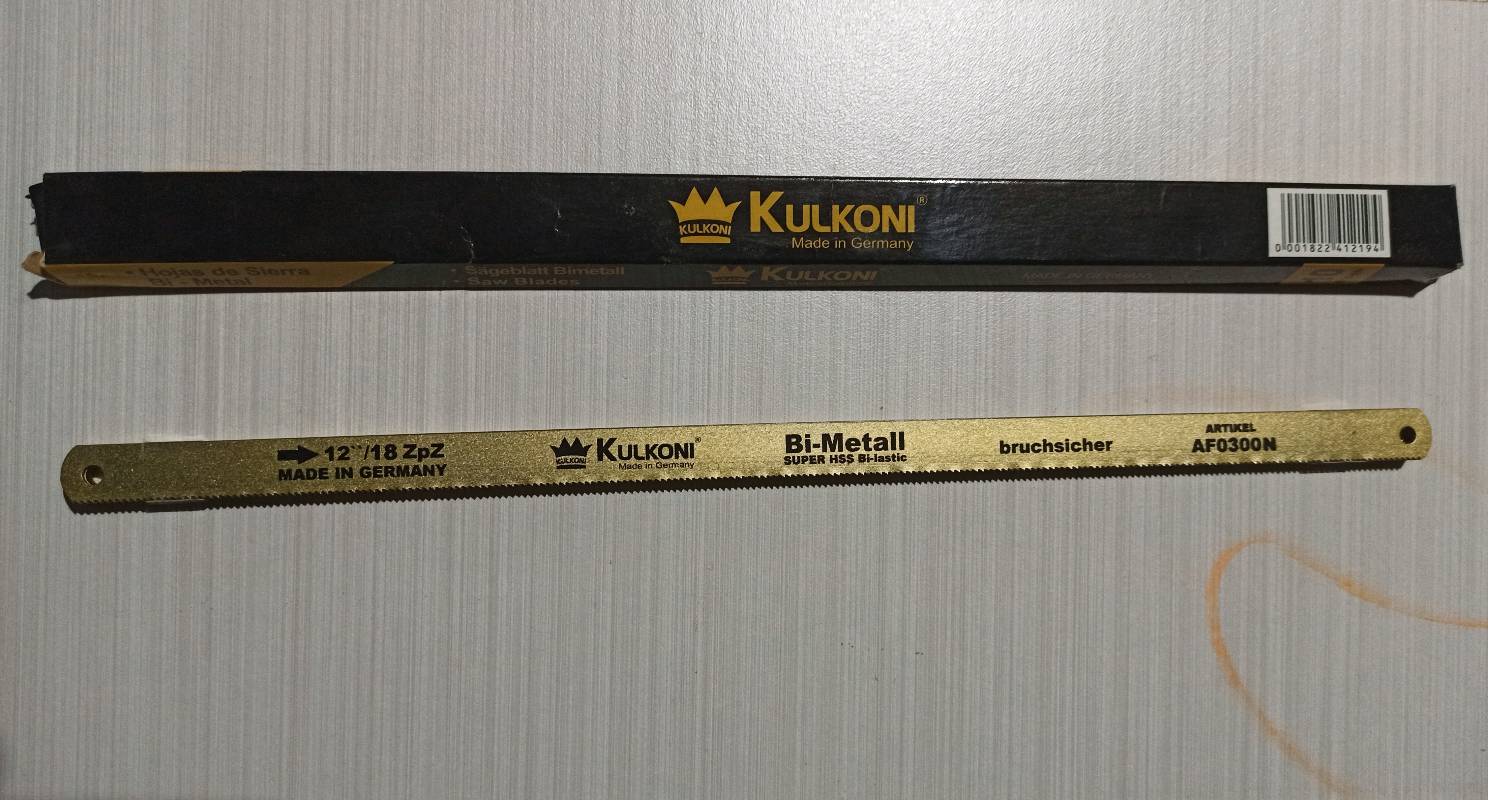 KULKONI
KULKONI®
Made in Germany
0 001822 412194
• Hojas de Sierra
Bi - Metal
• Sägeblatt Bimetall
• Saw Blades
KULKONI
MADE IN GERMANY
12``/18 ZpZ
MADE IN GERMANY
KULKONI
KULKONI®
Made in Germany
Bi-Metall
SUPER HSS Bi-lastic
bruchsicher
ARTIKEL
AF0300N